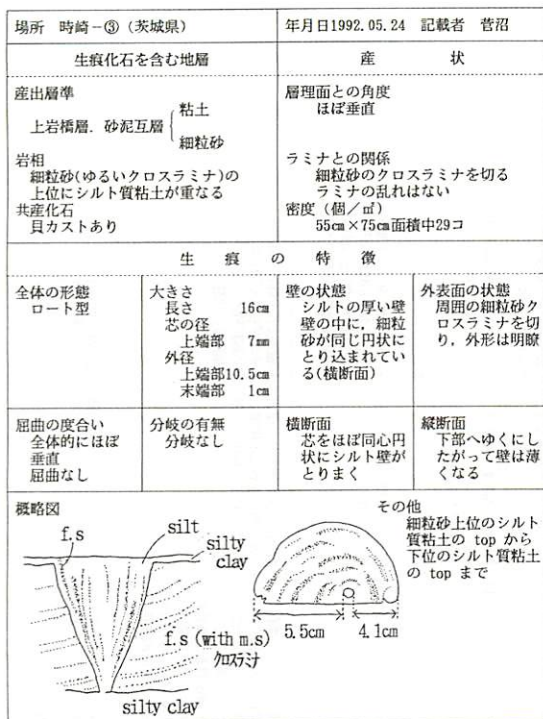 場所 時崎－③（茨城県）
年月日1992.05.24 記載者 菅沼
生痕化石を含む地層
産状
産出層準
上岩橋層．砂泥互層
粘土
細粒砂
岩相
細粒砂(ゆるいクロスラミナ)の
上位にシルト質粘土が重なる
共産化石
貝カストあり
層理面との角度
ほぼ垂直
ラミナとの関係
細粒砂のクロスラミナを切る
ラミナの乱れはない
密度（個／㎡）
55cm×75cm面積中29コ
生痕の特徴
全体の形態
ロート型
大きさ
長さ 16cm
芯の径
上端部 7mm
外径
上端部10.5cm
末端部 1cm
壁の状態
シルトの厚い壁
壁の中に，細粒
砂が同じ円状に
とり込まれてい
る(横断面)
外表面の状態
周囲の細粒砂ク
ロスラミナを切
り，外形は明瞭
屈曲の度合い
全体的にほぼ
垂直
屈曲なし
分岐の有無
分岐なし
横断面
芯をほぼ同心円
状にシルト壁が
とりまく
縦断面
下部へゆくにし
たがって壁は薄
くなる
概略図
f.s
silt
silty
clay
f.s (with m.s)
クロスラミナ
silty clay
5.5cm
4.1cm
その他
細粒砂上位のシルト
質粘土の top から
下位のシルト質粘土
の top まで